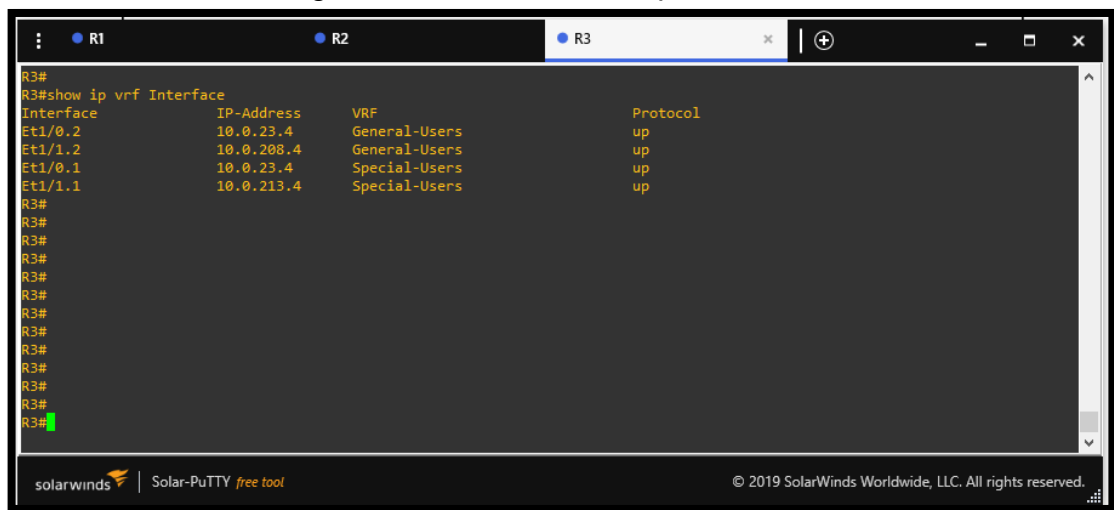 R1 R2 R3
R3#
R3#show ip vrf Interface
Interface IP-Address VRF Protocol
Et1/0.2 10.0.23.4 General-Users up
Et1/1.2 10.0.208.4 General-Users up
Et1/0.1 10.0.23.4 Special-Users up
Et1/1.1 10.0.213.4 Special-Users up
R3#
R3#
R3#
R3#
R3#
R3#
R3#
R3#
R3#
R3#
R3#
R3#
R3#
solarwinds | Solar-PuTTY free tool © 2019 SolarWinds Worldwide, LLC. All rights reserved.